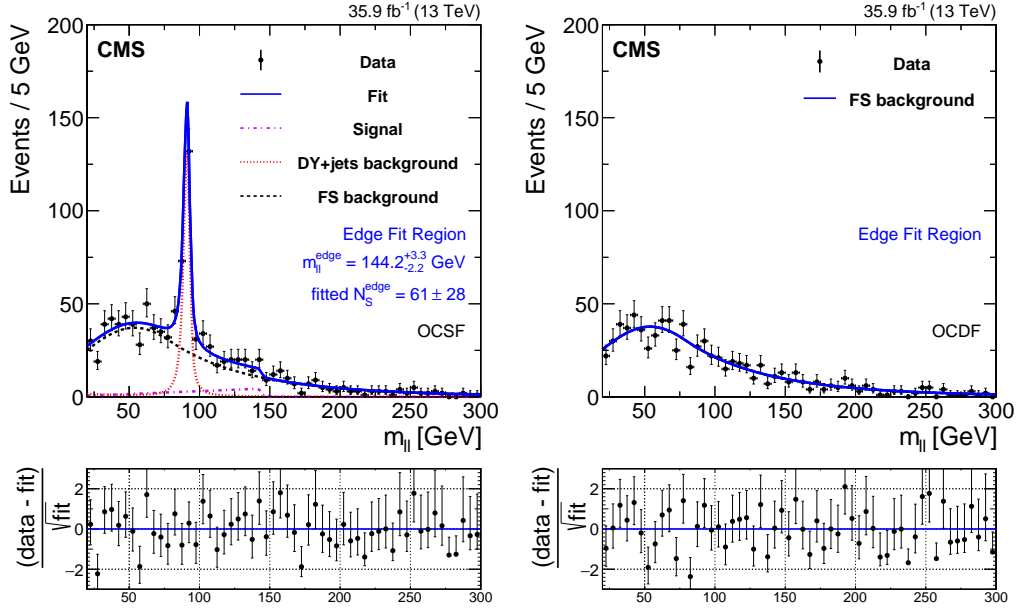 35.9 fb⁻¹ (13 TeV)
CMS
Data
Fit
Signal
DY+jets background
FS background
Edge Fit Region
m_ll^edge = 144.2 +3.3 -2.2 GeV
fitted N_S^edge = 61 ± 28
OCSF
Events / 5 GeV
200
150
100
50
0
50 100 150 200 250 300
m_ll [GeV]
(data - fit)
√fit
2
0
−2
50 100 150 200 250 300
35.9 fb⁻¹ (13 TeV)
CMS
Data
FS background
Edge Fit Region
OCDF
Events / 5 GeV
200
150
100
50
0
50 100 150 200 250 300
m_ll [GeV]
(data - fit)
√fit
2
0
−2
50 100 150 200 250 300